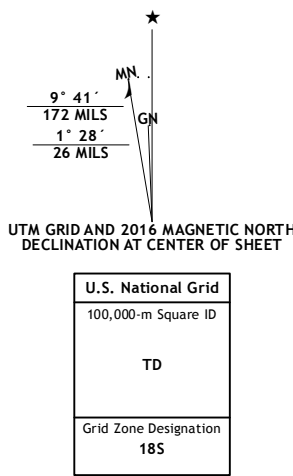 ★
MN
9° 41´
172 MILS
GN
1° 28´
26 MILS
UTM GRID AND 2016 MAGNETIC NORTH
DECLINATION AT CENTER OF SHEET
U.S. National Grid
100,000-m Square ID
TD
Grid Zone Designation
18S